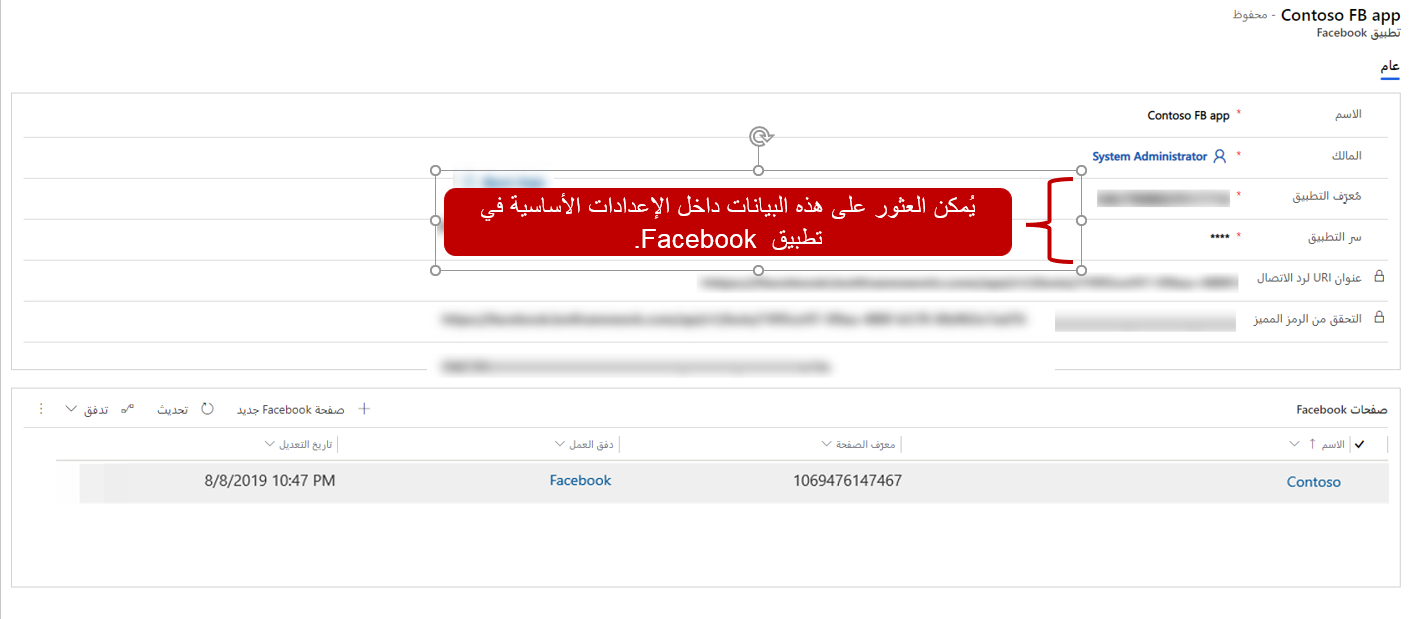 Contoso FB app - محفوظ
تطبيق Facebook
عام
الاسم * Contoso FB app
المالك * System Administrator
مُعرّف التطبيق *
سر التطبيق * ****
يُمكن العثور على هذه البيانات داخل الإعدادات الأساسية في
تطبيق Facebook.
عنوان URI لرد الاتصال
التحقق من الرمز المميز
صفحات Facebook
صفحة Facebook جديد تحديث تدفق
الاسم معرّف الصفحة دفق العمل تاريخ التعديل
Contoso 1069476147467 Facebook 8/8/2019 10:47 PM